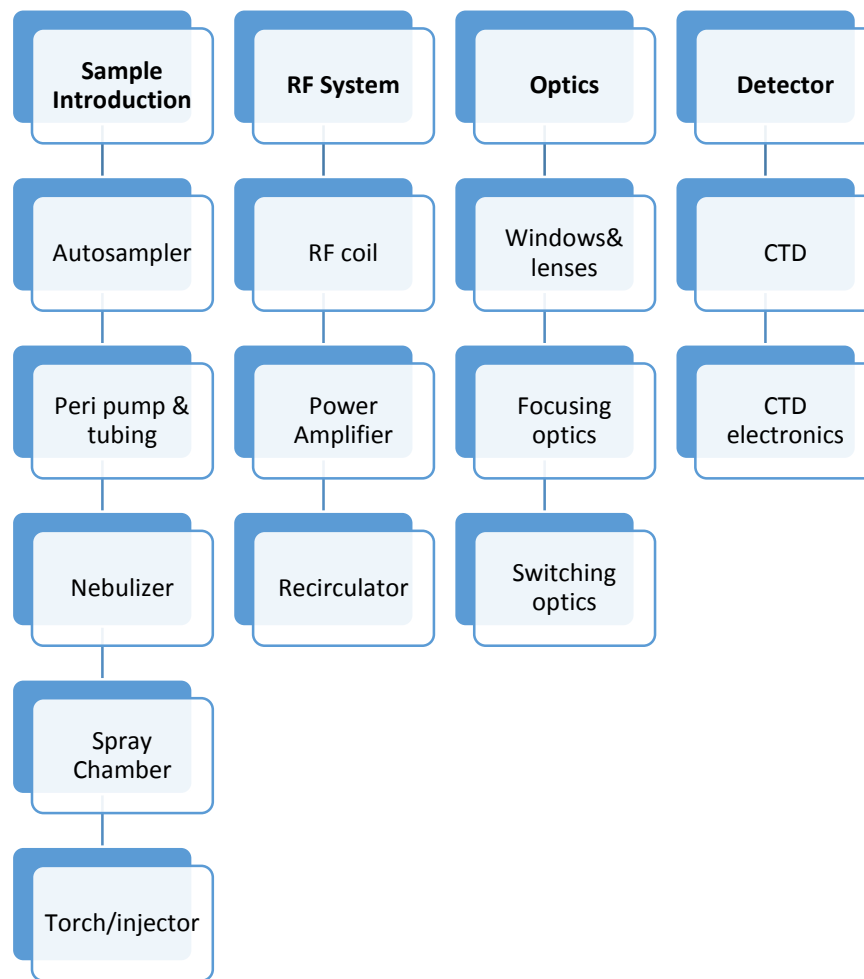 Sample
Introduction
RF System
Optics
Detector
Autosampler
RF coil
Windows&
lenses
CTD
Peri pump &
tubing
Power
Amplifier
Focusing
optics
CTD
electronics
Nebulizer
Recirculator
Switching
optics
Spray
Chamber
Torch/injector